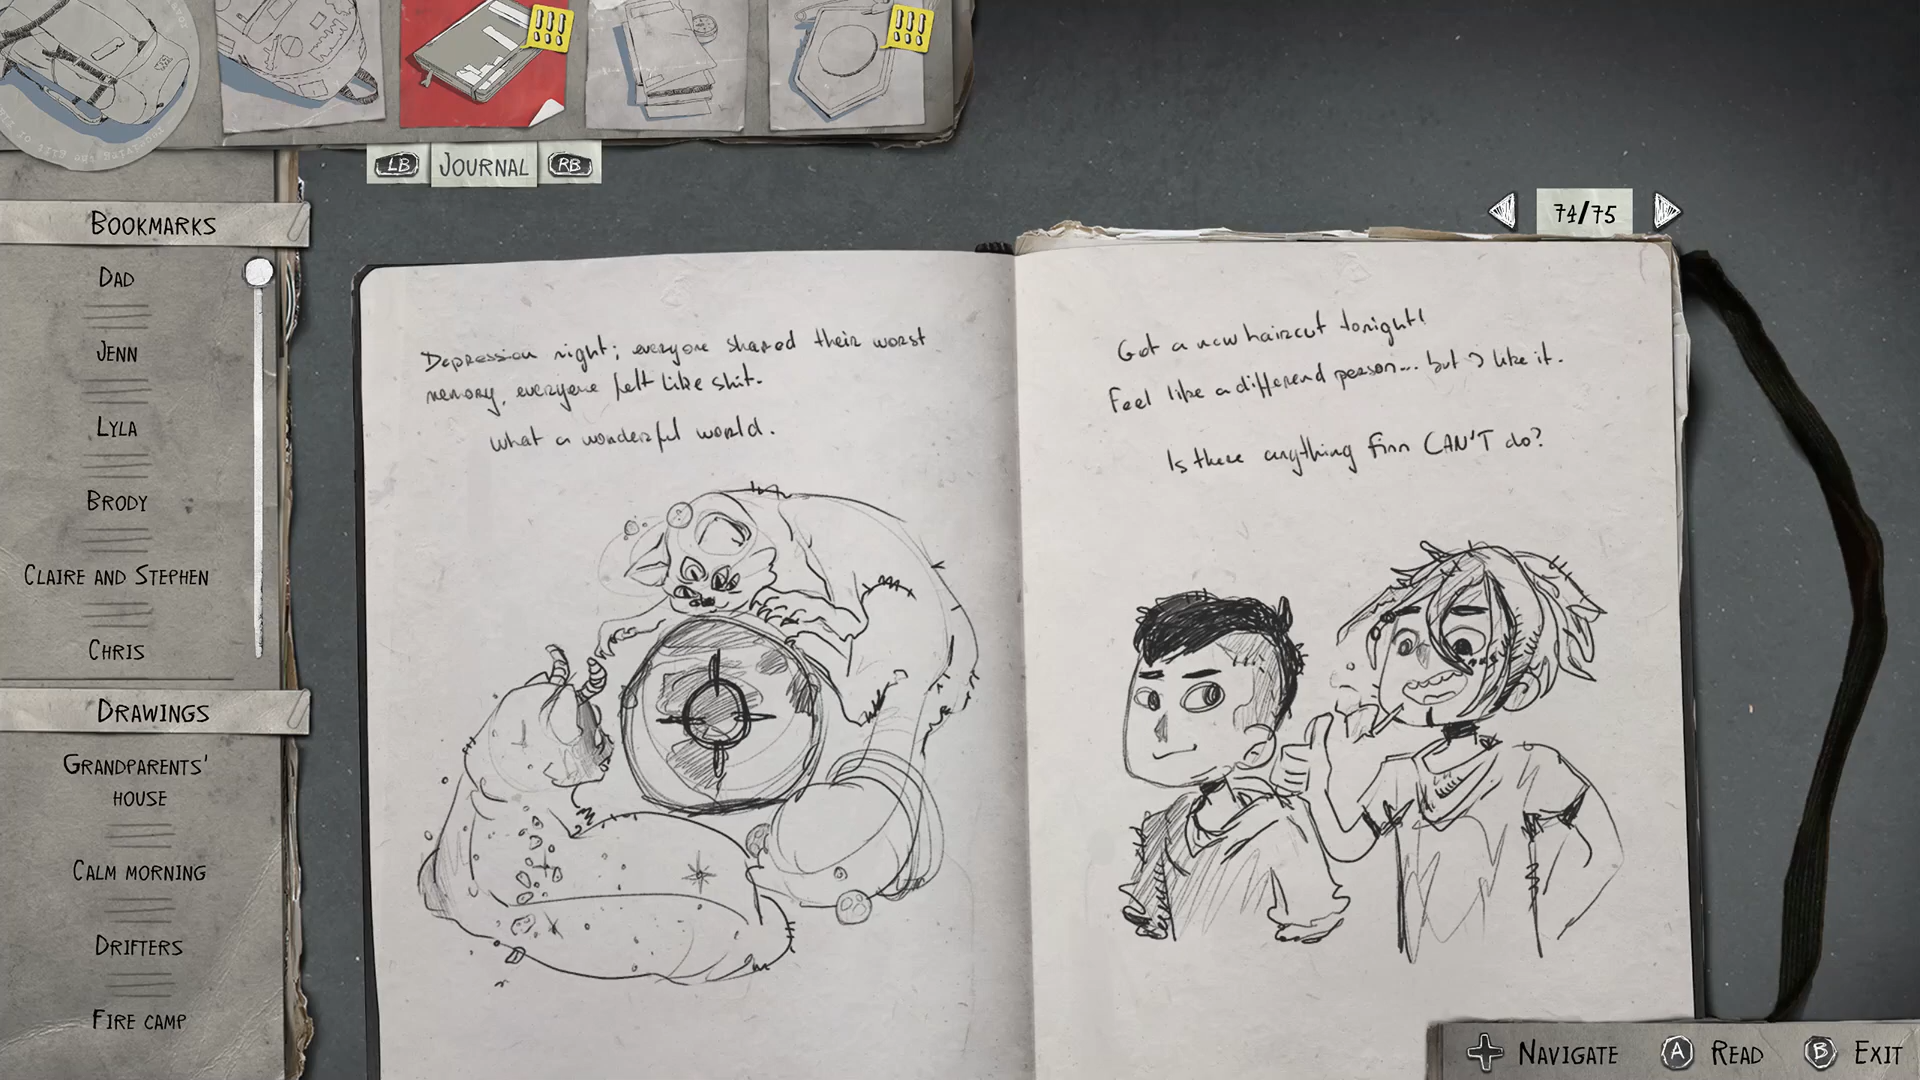 LB JOURNAL RB
74/75
BOOKMARKS
DAD
JENN
LYLA
BRODY
CLAIRE AND STEPHEN
CHRIS
DRAWINGS
GRANDPARENTS'
HOUSE
CALM MORNING
DRIFTERS
FIRE CAMP
Depression night; everyone shared their worst
memory, everyone felt like shit.
what a wonderful world.
Got a new haircut tonight!
Feel like a differend person... but I like it.
Is there anything Finn CAN'T do?
NAVIGATE A READ B EXIT